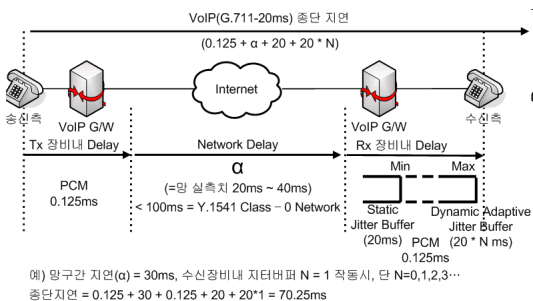 VoIP(G.711-20ms) 종단 지연
(0.125 + α + 20 + 20 * N)
Internet
송신측
VoIP G/W
VoIP G/W
수신측
Tx 장비내 Delay
Network Delay
Rx 장비내 Delay
α
Min
Max
PCM
0.125ms
(=망 실측치 20ms ~ 40ms)
< 100ms = Y.1541 Class – 0 Network
Static
Jitter Buffer
(20ms)
Dynamic Adaptive
Jitter Buffer
(20 * N ms)
PCM
0.125ms
예) 망구간 지연(α) = 30ms, 수신장비내 지터버퍼 N = 1 작동시, 단 N=0,1,2,3…
종단지연 = 0.125 + 30 + 0.125 + 20 + 20*1 = 70.25ms